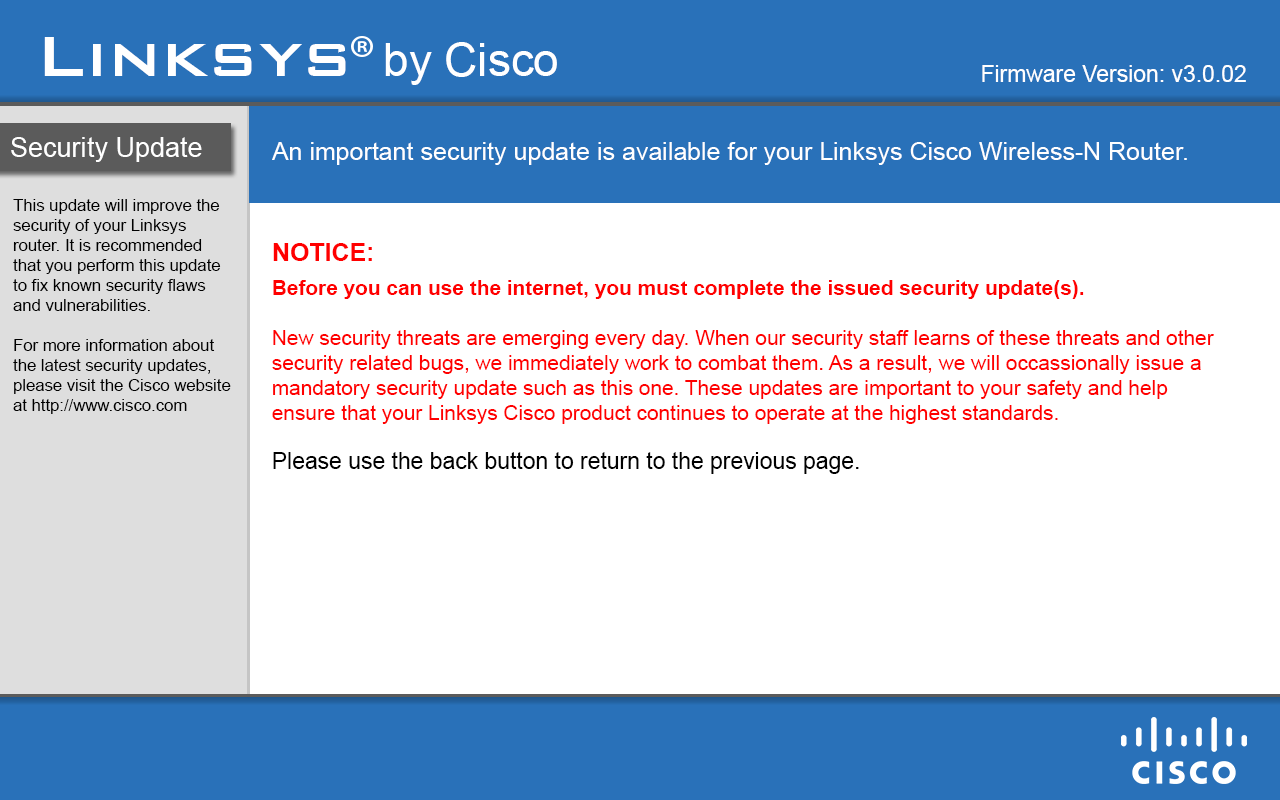 LINKSYS® by Cisco
Firmware Version: v3.0.02
Security Update
This update will improve the
security of your Linksys
router. It is recommended
that you perform this update
to fix known security flaws
and vulnerabilities.
For more information about
the latest security updates,
please visit the Cisco website
at http://www.cisco.com
An important security update is available for your Linksys Cisco Wireless-N Router.
NOTICE:
Before you can use the internet, you must complete the issued security update(s).
New security threats are emerging every day. When our security staff learns of these threats and other
security related bugs, we immediately work to combat them. As a result, we will occassionally issue a
mandatory security update such as this one. These updates are important to your safety and help
ensure that your Linksys Cisco product continues to operate at the highest standards.
Please use the back button to return to the previous page.
CISCO